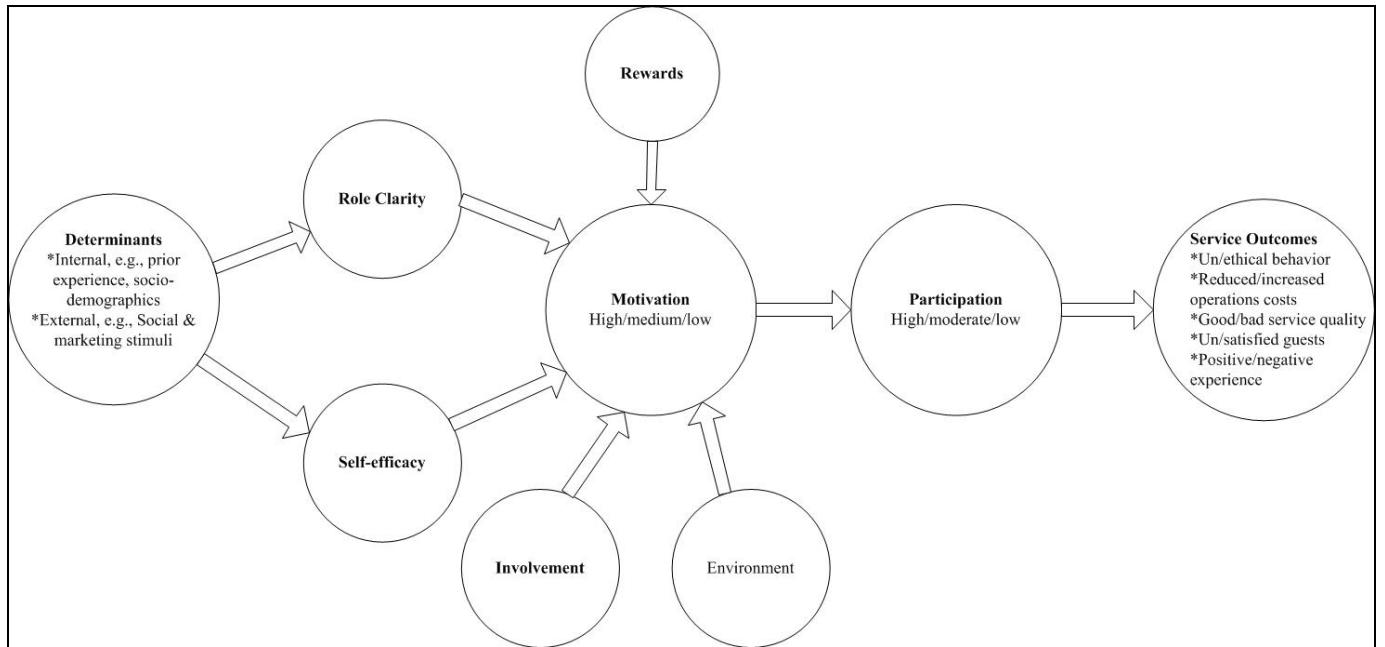 Rewards
Role Clarity
Determinants
*Internal, e.g., prior
experience, socio-
demographics
*External, e.g., Social &
marketing stimuli
Motivation
High/medium/low
Participation
High/moderate/low
Service Outcomes
*Un/ethical behavior
*Reduced/increased
operations costs
*Good/bad service quality
*Un/satisfied guests
*Positive/negative
experience
Self-efficacy
Involvement
Environment